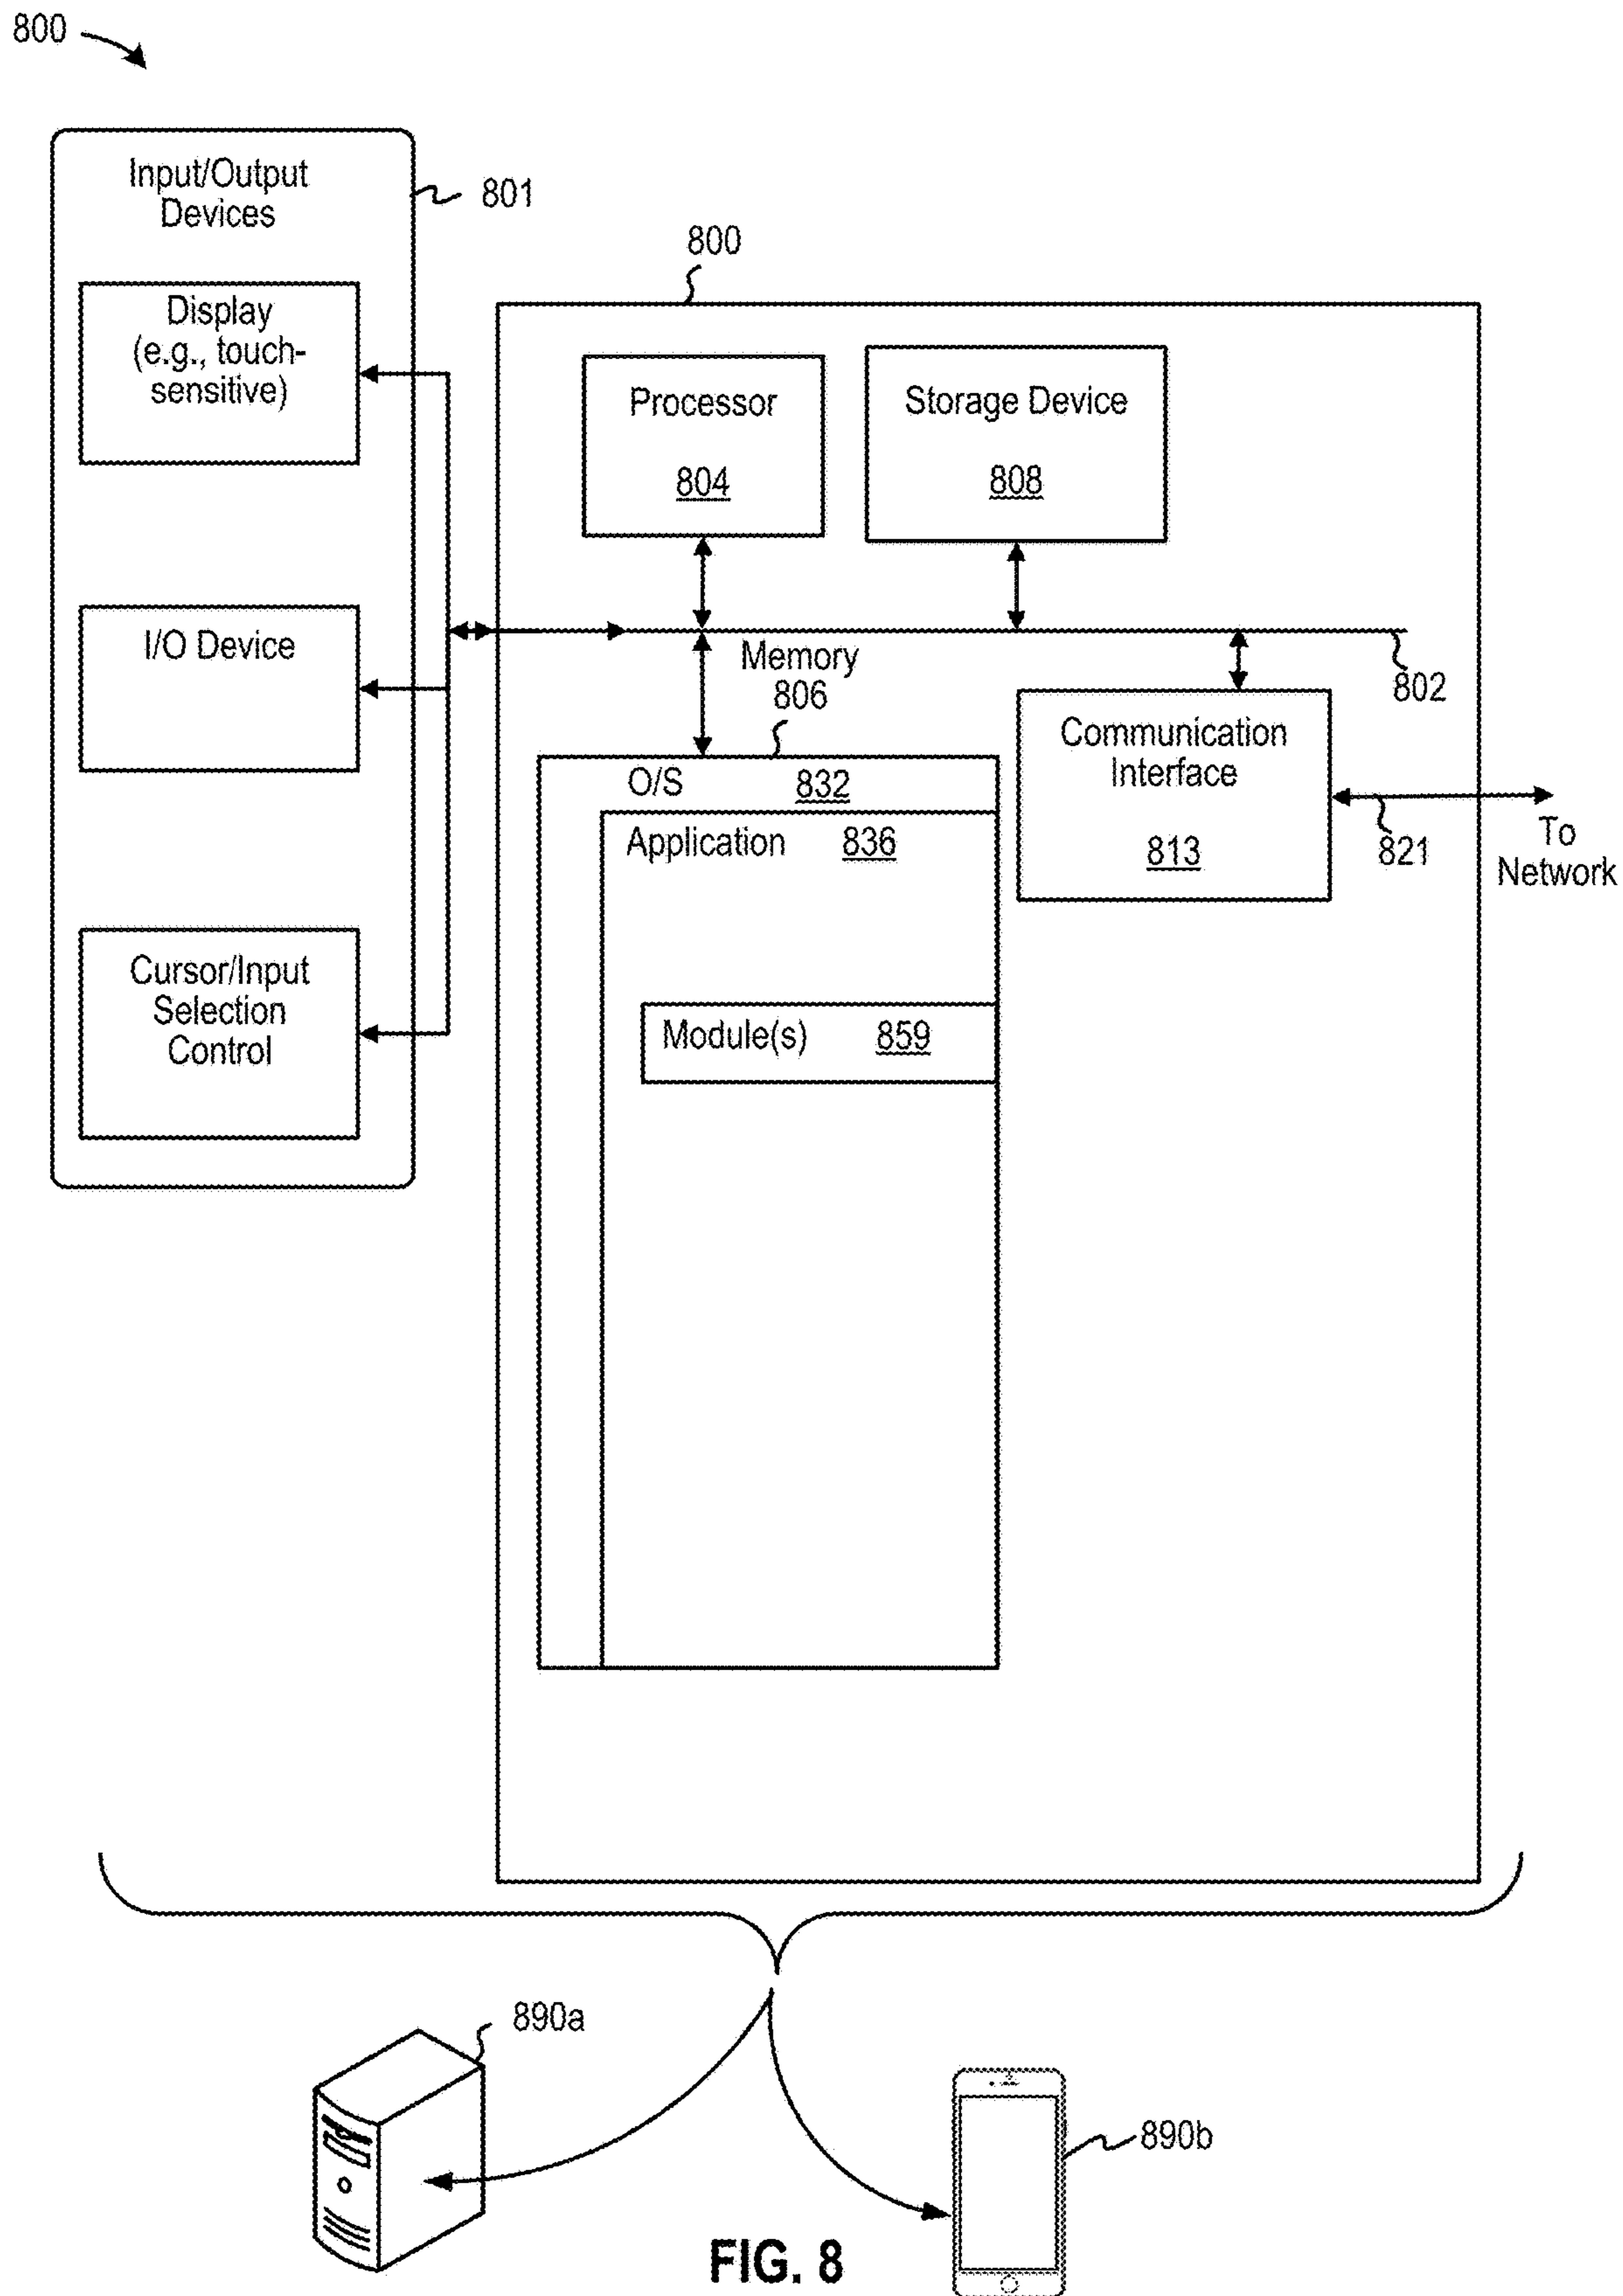 800
Input/Output
Devices
801
Display
(e.g., touch-
sensitive)
I/O Device
Cursor/Input
Selection
Control
800
Processor
804
Storage Device
808
802
Memory
806
O/S 832
Application 836
Module(s) 859
Communication
Interface
813
821
To
Network
890a
890b
FIG. 8